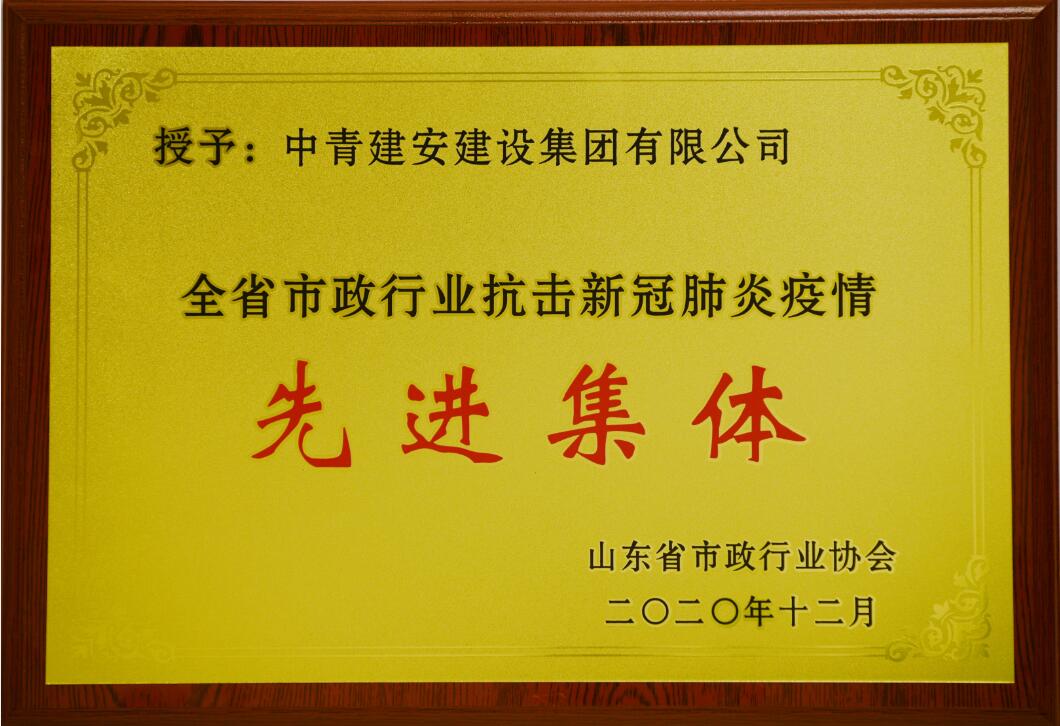 授予：中青建安建设集团有限公司
全省市政行业抗击新冠肺炎疫情
先进集体
山东省市政行业协会
二〇二〇年十二月